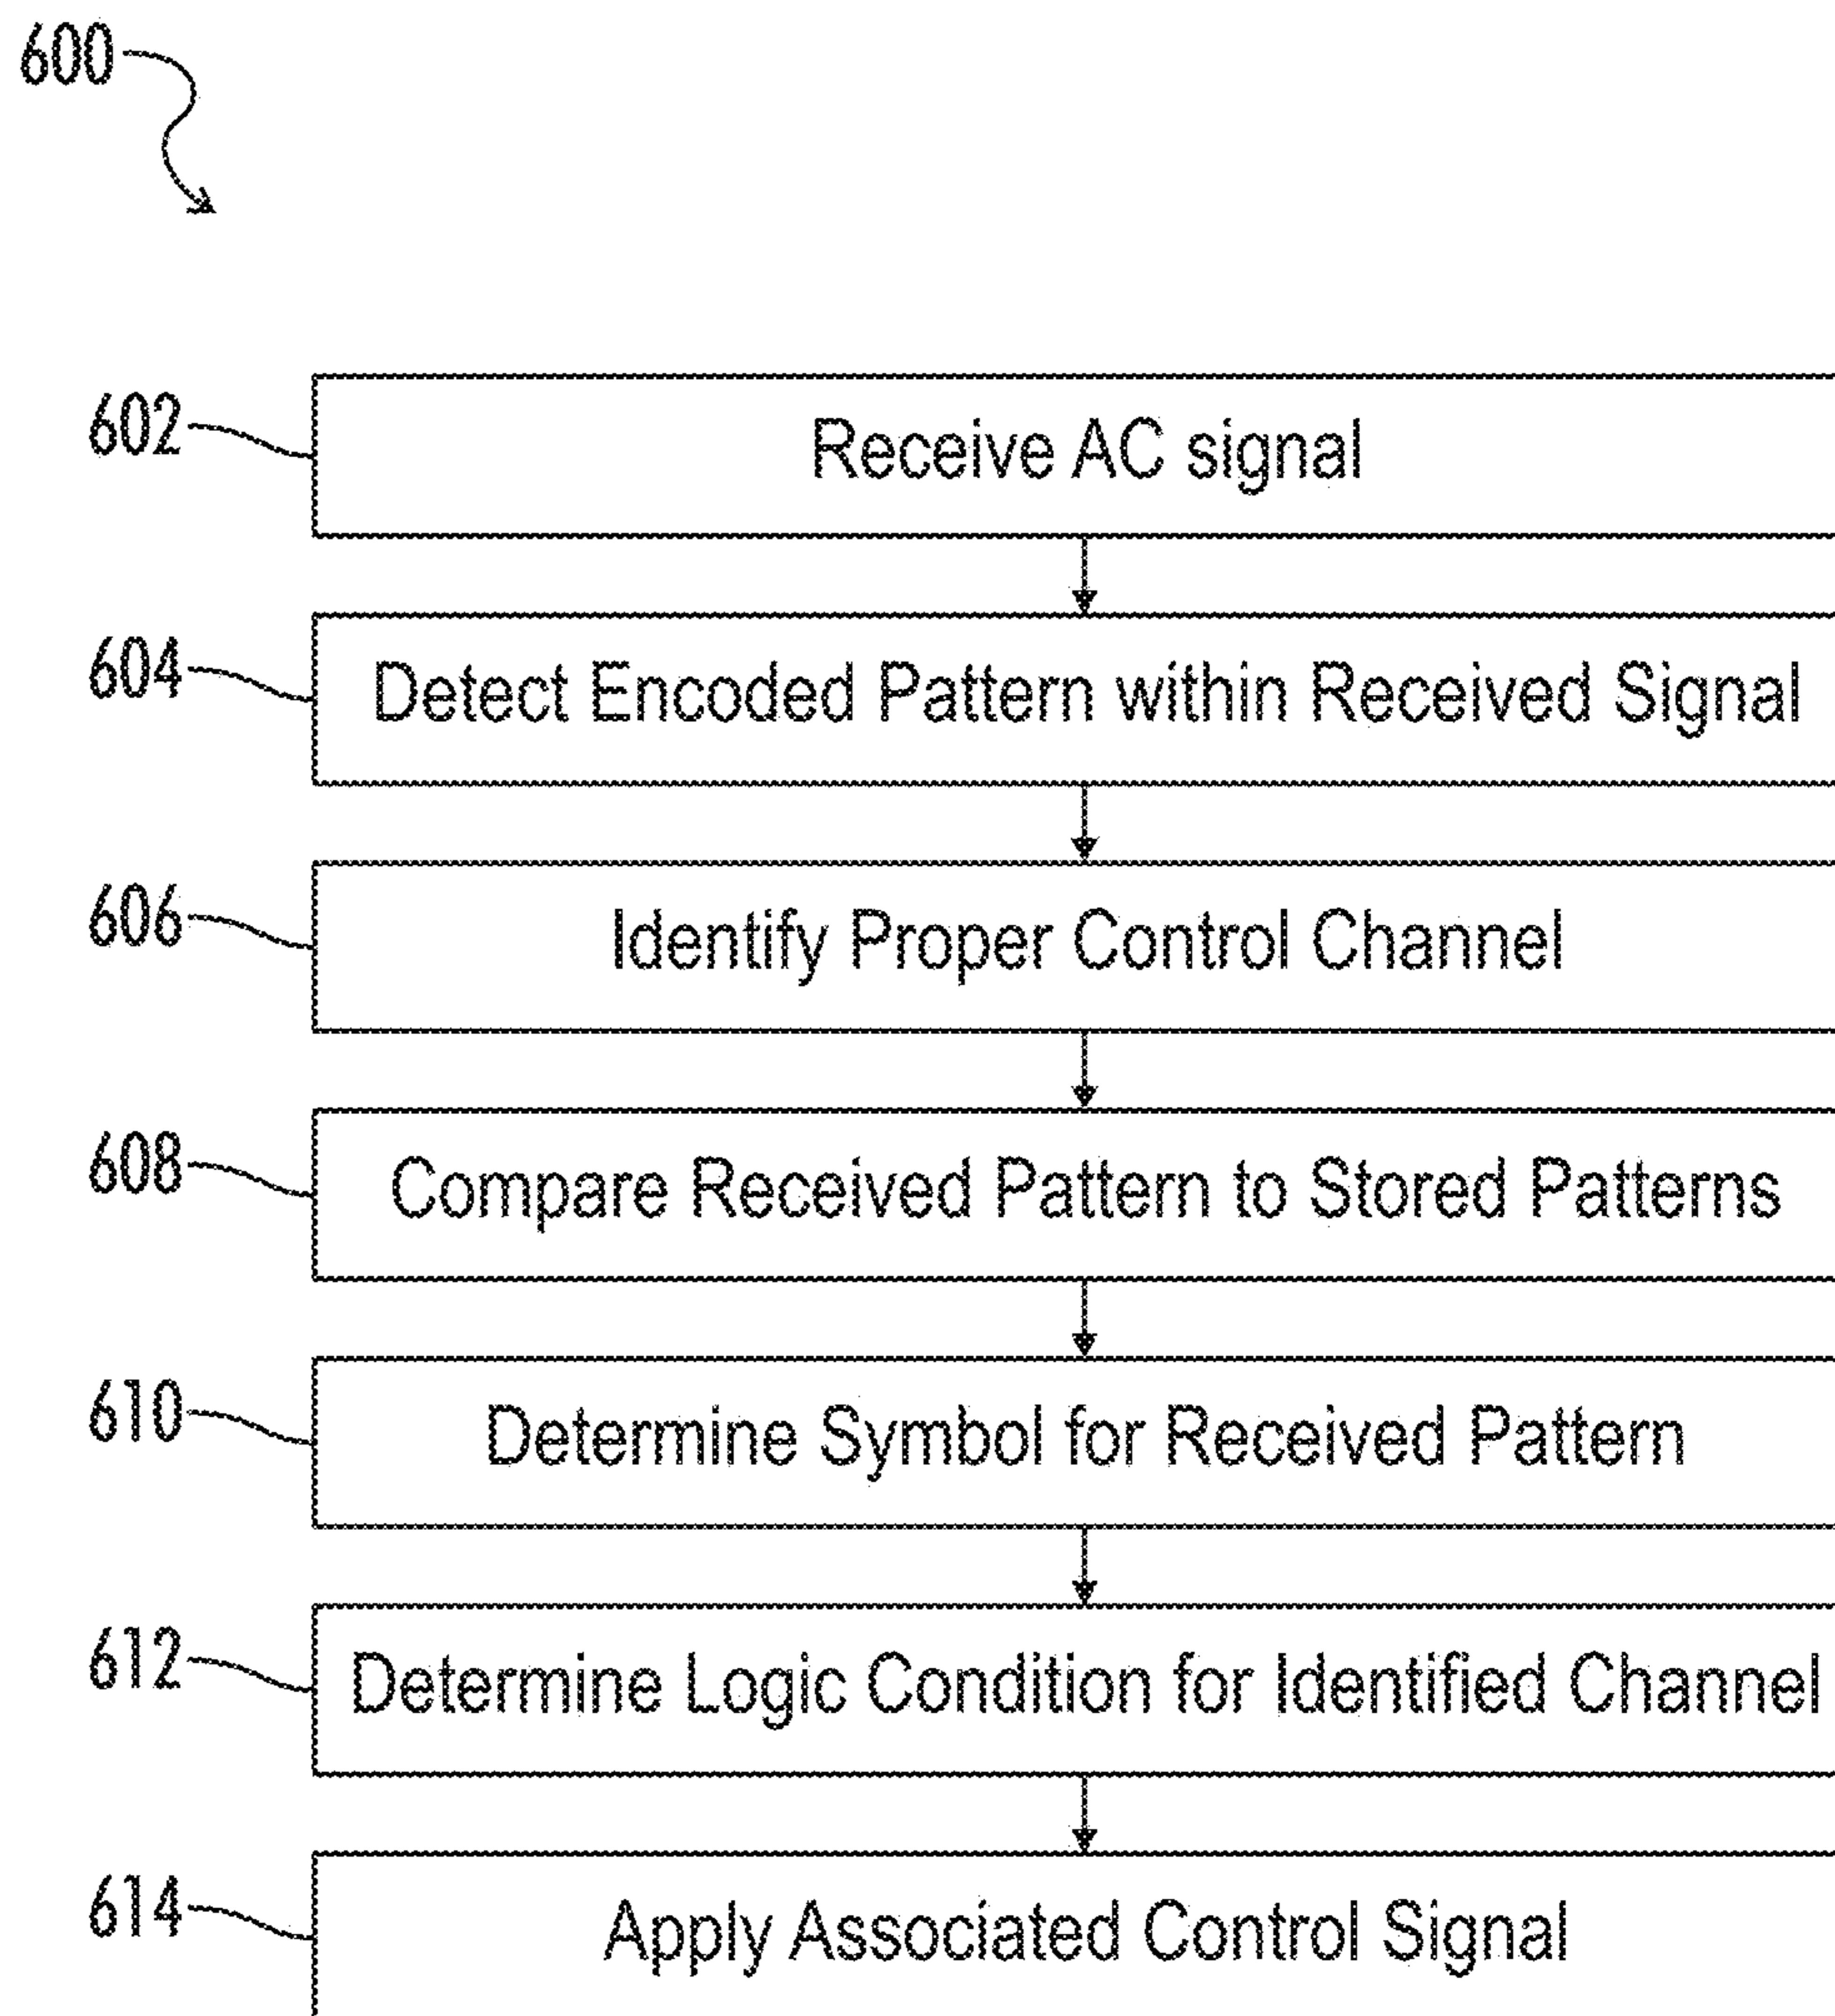 600
602 Receive AC signal
604 Detect Encoded Pattern within Received Signal
606 Identify Proper Control Channel
608 Compare Received Pattern to Stored Patterns
610 Determine Symbol for Received Pattern
612 Determine Logic Condition for Identified Channel
614 Apply Associated Control Signal